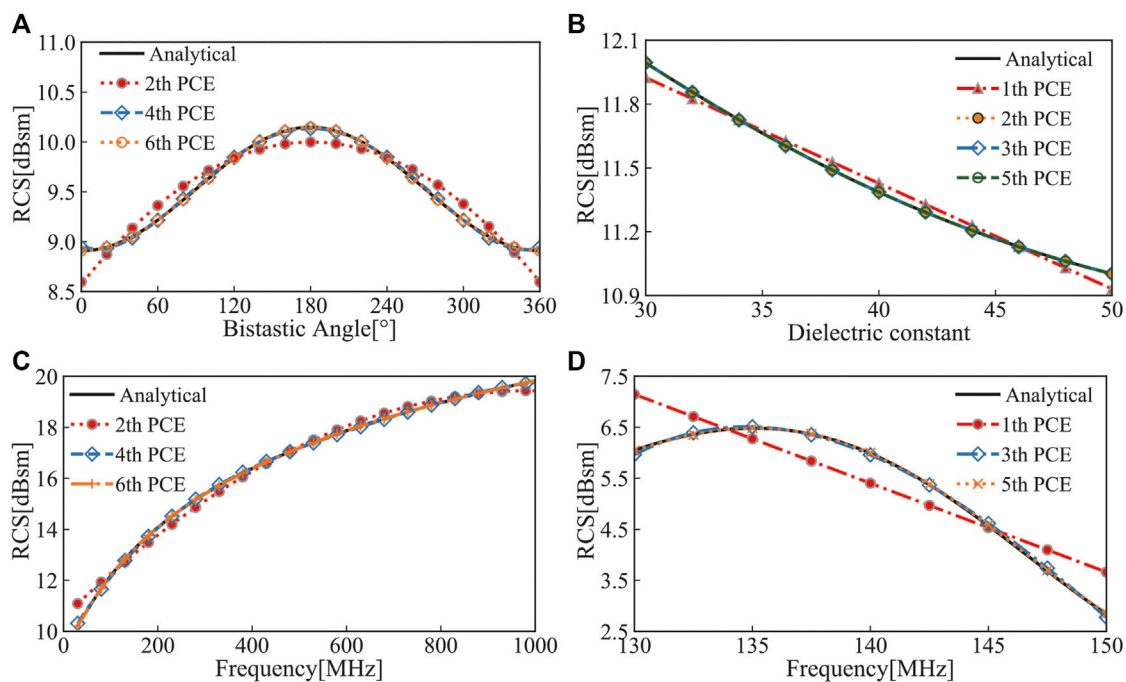 A
11.0
10.5
10.0
9.5
9.0
8.5
RCS[dBsm]
Analytical
2th PCE
4th PCE
6th PCE
0 60 120 180 240 300 360
Bistastic Angle[°]
B
12.1
11.8
11.5
11.2
10.9
RCS[dBsm]
Analytical
1th PCE
2th PCE
3th PCE
5th PCE
30 35 40 45 50
Dielectric constant
C
20
18
16
14
12
10
RCS[dBsm]
Analytical
2th PCE
4th PCE
6th PCE
0 200 400 600 800 1000
Frequency[MHz]
D
7.5
6.5
5.5
4.5
3.5
2.5
RCS[dBsm]
Analytical
1th PCE
3th PCE
5th PCE
130 135 140 145 150
Frequency[MHz]